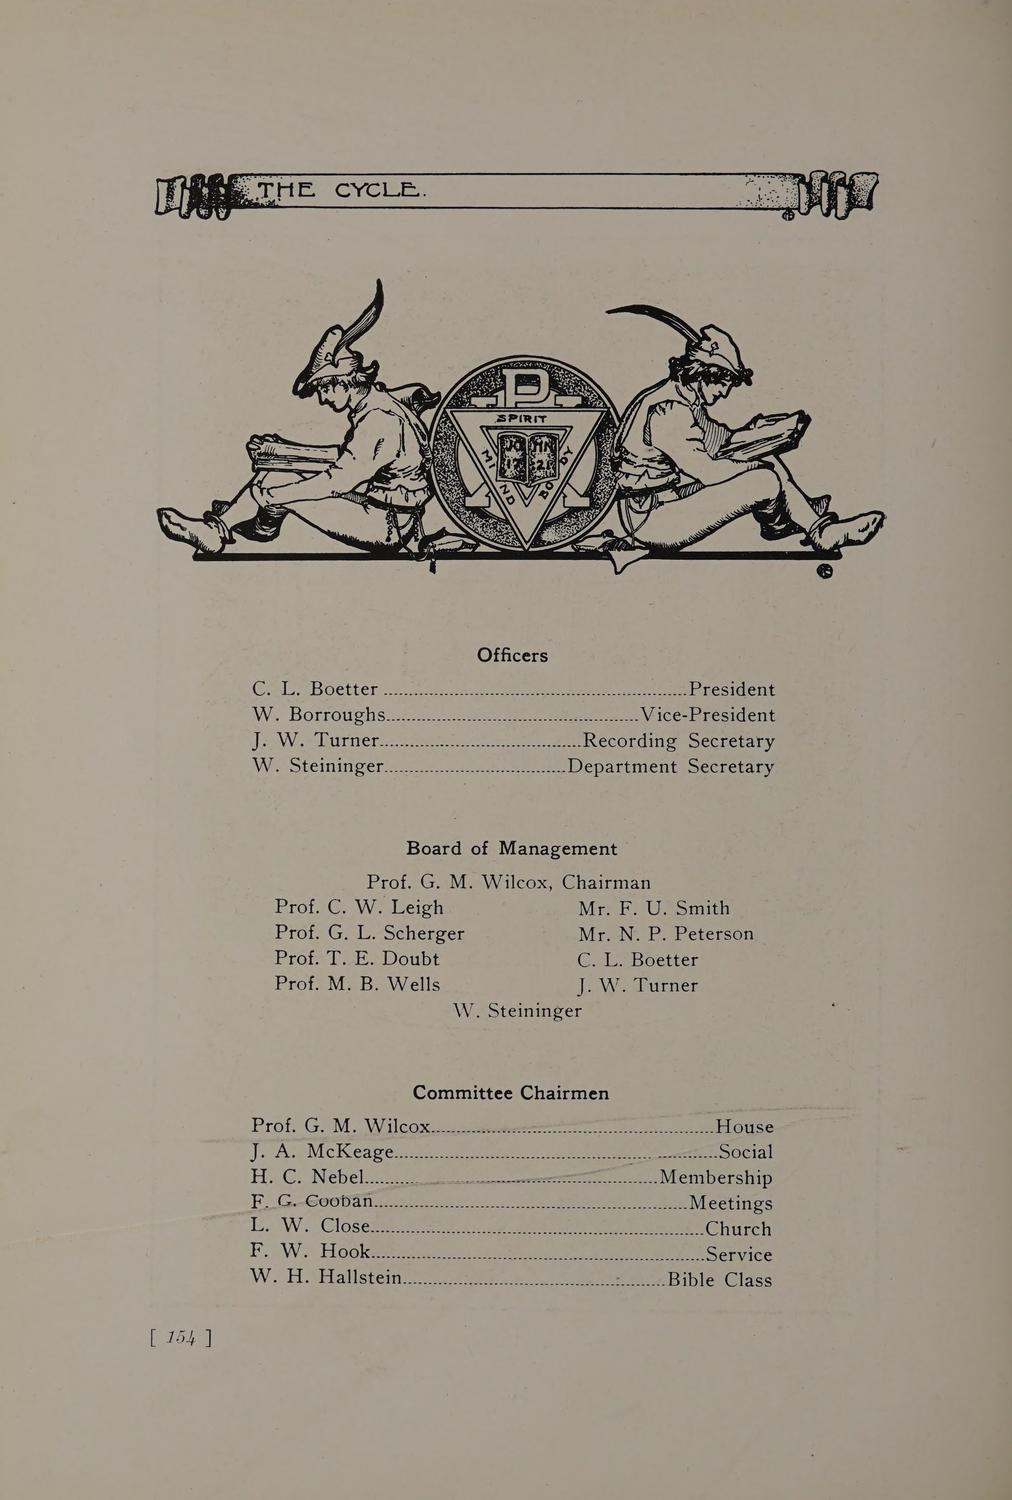 THE CYCLE.
P
SPIRIT
MIND
BODY
JOHN
17 21
Officers
C. L. Boetter ........................................ President
W. Borroughs ........................................ Vice-President
J. W. Turner ........................................ Recording Secretary
W. Steininger ........................................ Department Secretary
Board of Management
Prof. G. M. Wilcox, Chairman
Prof. C. W. Leigh Mr. F. U. Smith
Prof. G. L. Scherger Mr. N. P. Peterson
Prof. T. E. Doubt C. L. Boetter
Prof. M. B. Wells J. W. Turner
W. Steininger
Committee Chairmen
Prof. G. M. Wilcox ........................................ House
J. A. McKeage ........................................ Social
H. C. Nebel ........................................ Membership
F. G. Cooban ........................................ Meetings
L. W. Close ........................................ Church
F. W. Hook ........................................ Service
W. H. Hallstein ........................................ Bible Class
[ 154 ]